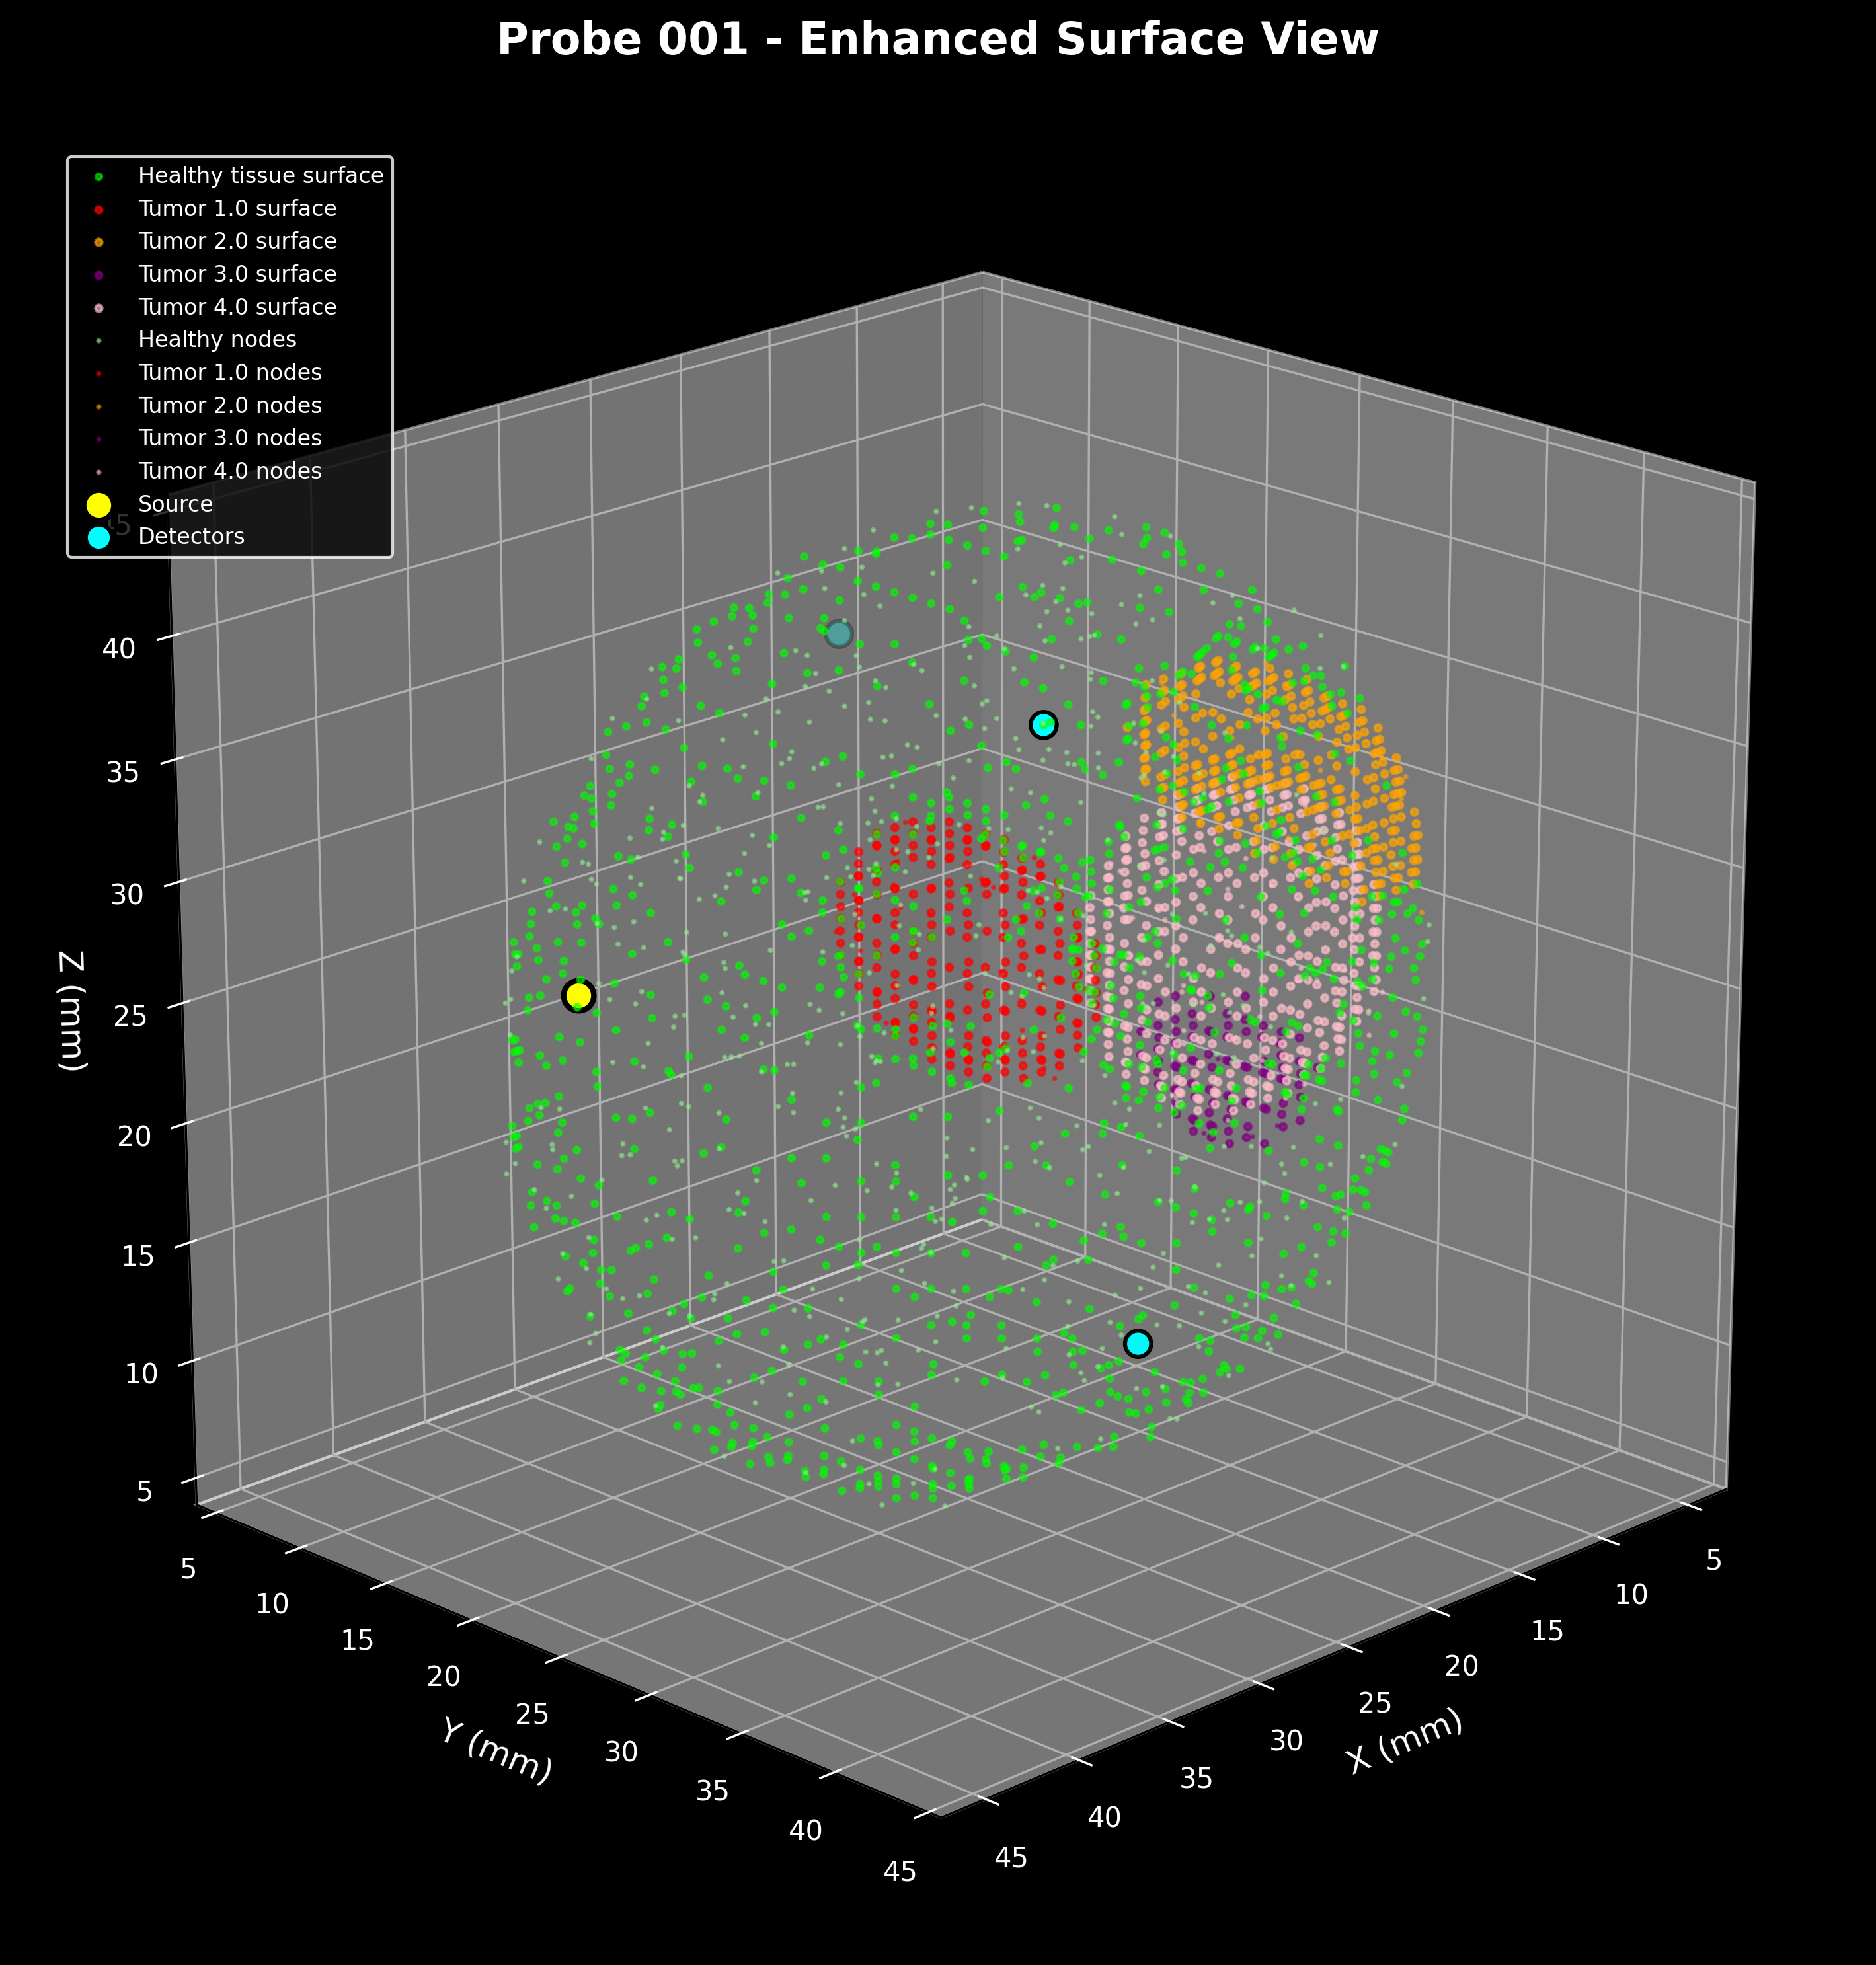 Probe 001 - Enhanced Surface View
Healthy tissue surface
Tumor 1.0 surface
Tumor 2.0 surface
Tumor 3.0 surface
Tumor 4.0 surface
Healthy nodes
Tumor 1.0 nodes
Tumor 2.0 nodes
Tumor 3.0 nodes
Tumor 4.0 nodes
Source
Detectors
45
40
35
30
25
20
15
10
5
Z (mm)
5
10
15
20
25
30
35
40
45
Y (mm)
5
10
15
20
25
30
35
40
45
X (mm)